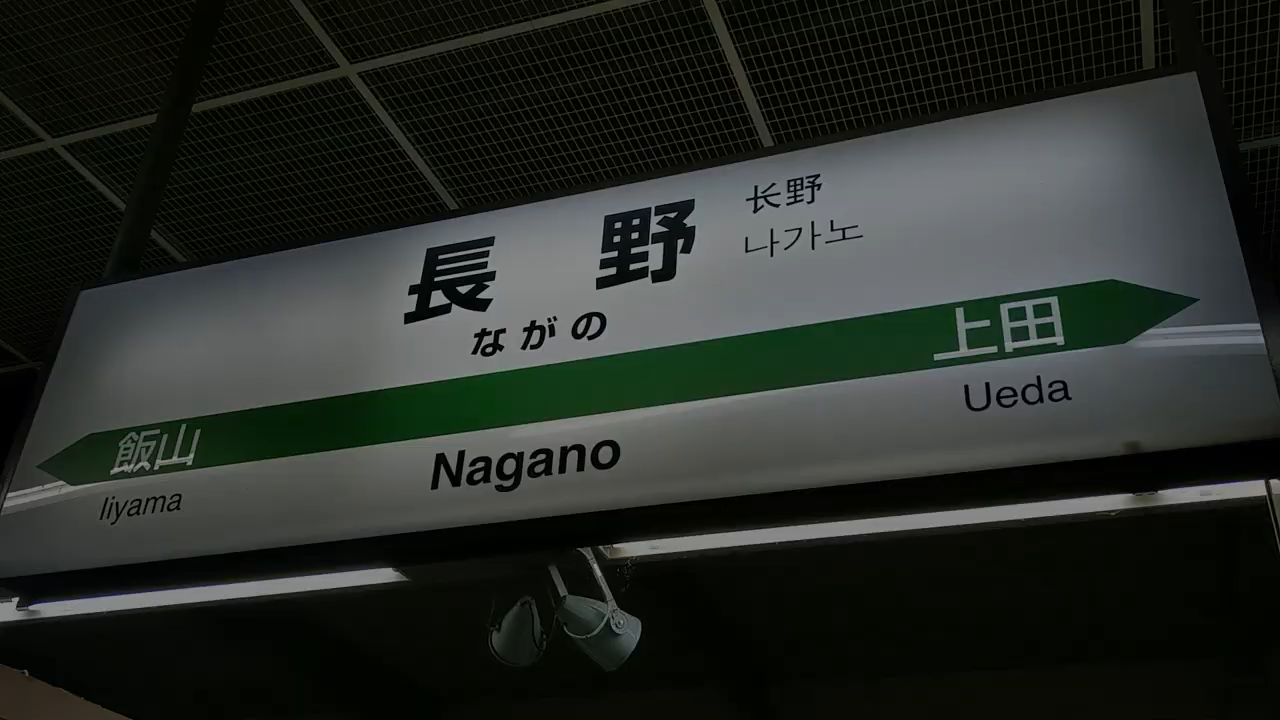 長野
长野
나가노
ながの
飯山
上田
Iiyama
Nagano
Ueda